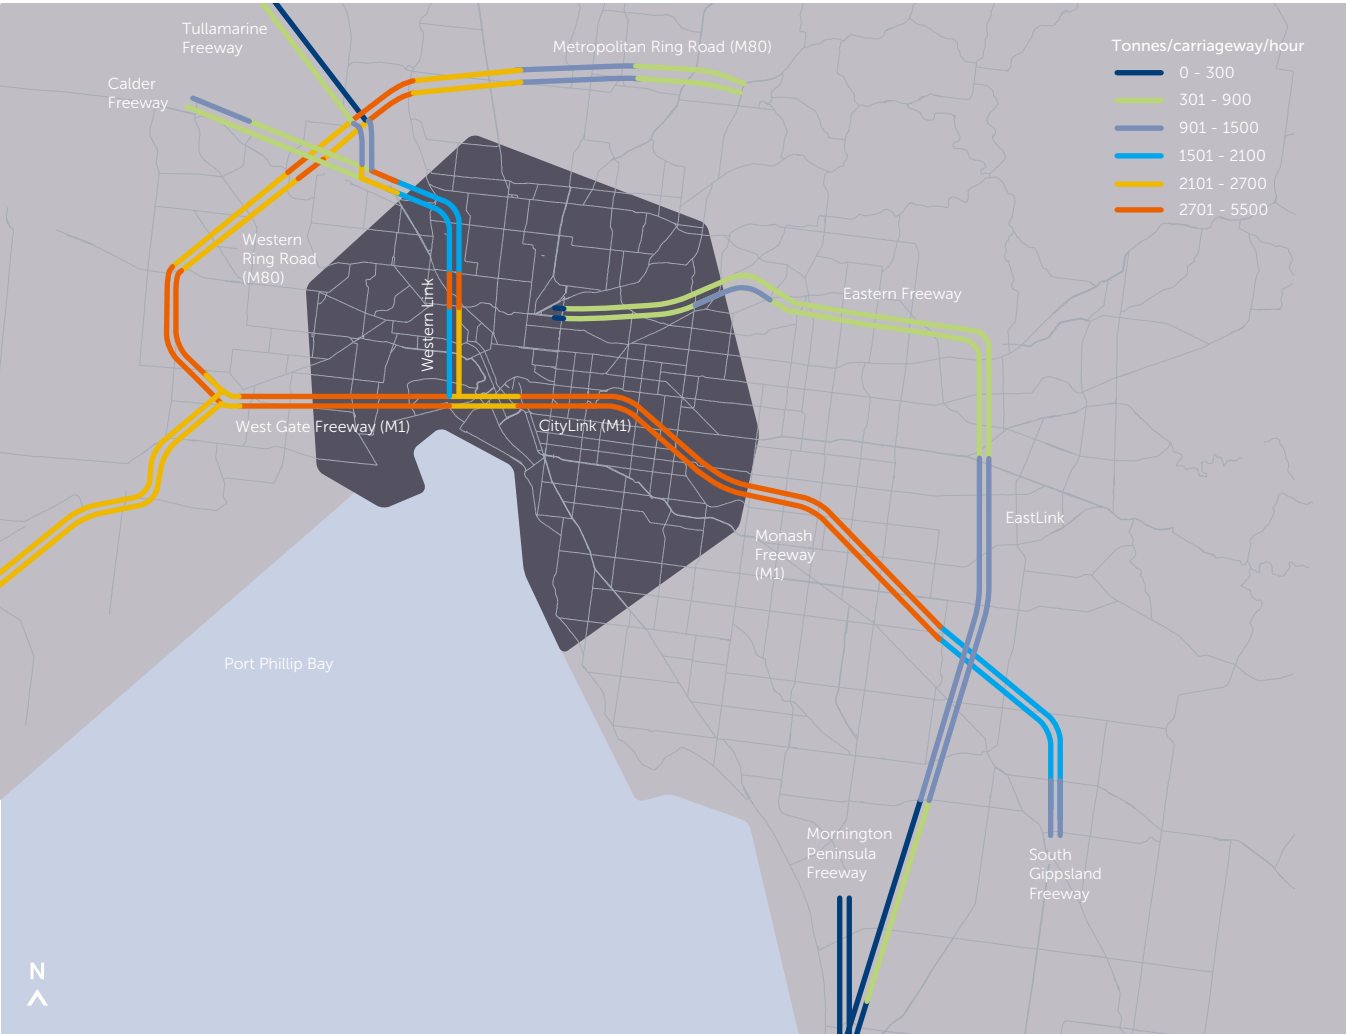 Tullamarine
Freeway
Metropolitan Ring Road (M80)
Tonnes/carriageway/hour
0 - 300
301 - 900
901 - 1500
1501 - 2100
2101 - 2700
2701 - 5500
Calder
Freeway
Western
Ring Road
(M80)
Western Link
Eastern Freeway
West Gate Freeway (M1)
CityLink (M1)
EastLink
Monash
Freeway
(M1)
Port Phillip Bay
Mornington
Peninsula
Freeway
South
Gippsland
Freeway
N